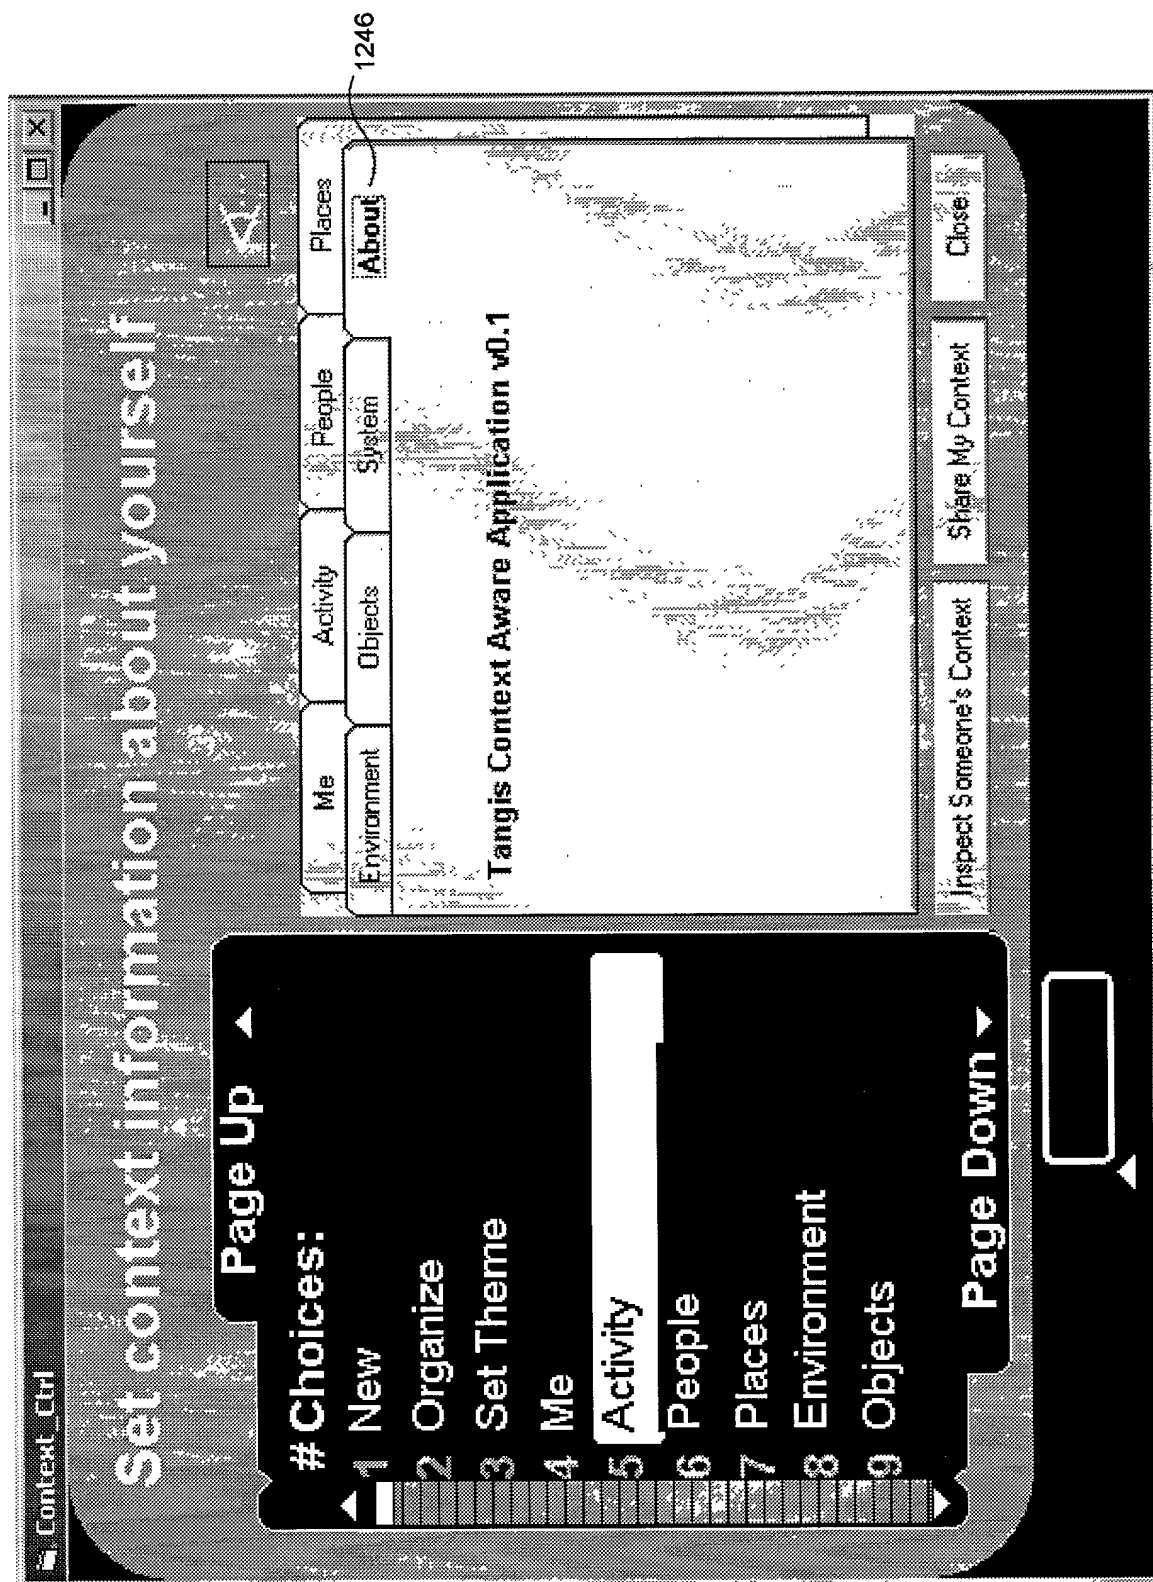 Context_Ctrl
Set context information about yourself
Page Up
# Choices:
1 New
2 Organize
3 Set Theme
4 Me
5 Activity
6 People
7 Places
8 Environment
9 Objects
Page Down
Me Activity People Places
Environment Objects System About
1246
Tangis Context Aware Application v0.1
Inspect Someone's Context Share My Context Close